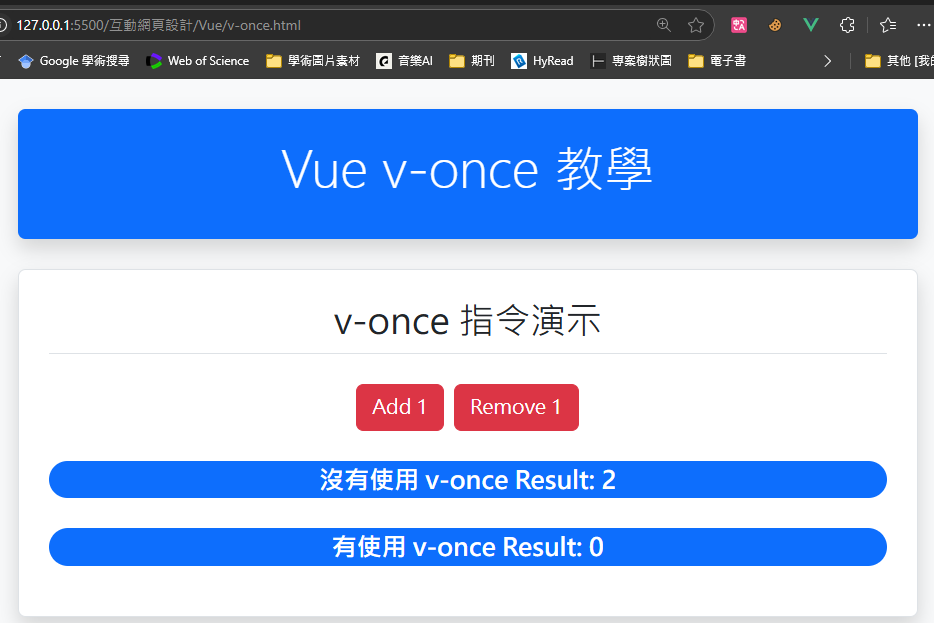 127.0.0.1:5500/互動網頁設計/Vue/v-once.html
Google 學術搜尋 Web of Science 學術圖片素材 音樂AI 期刊 HyRead 專案樹狀圖 電子書 其他 [我的
Vue v-once 教學
v-once 指令演示
Add 1 Remove 1
沒有使用 v-once Result: 2
有使用 v-once Result: 0